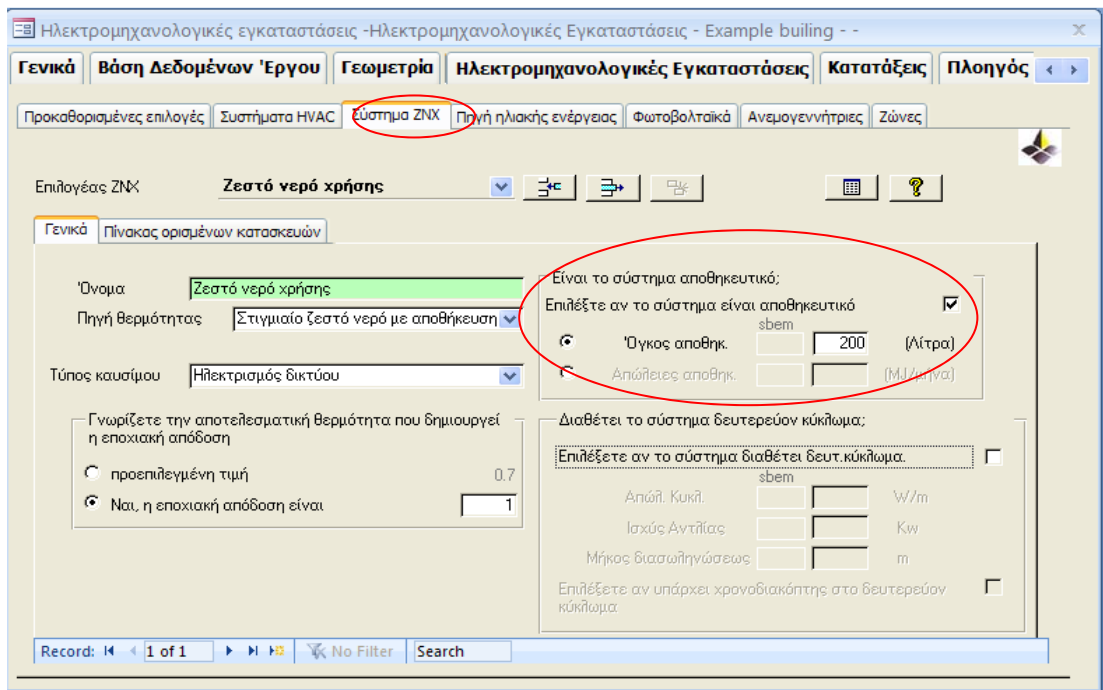 Ηλεκτρομηχανολογικές εγκαταστάσεις -Ηλεκτρομηχανολογικές Εγκαταστάσεις - Example builing - -
Γενικά Βάση Δεδομένων Έργου Γεωμετρία Ηλεκτρομηχανολογικές Εγκαταστάσεις Κατατάξεις Πλοηγός
Προκαθορισμένες επιλογές Συστήματα HVAC Σύστημα ΖΝΧ Πηγή ηλιακής ενέργειας Φωτοβολταϊκά Ανεμογεννήτριες Ζώνες
Επιλογέας ΖΝΧ Ζεστό νερό χρήσης
Γενικά Πίνακας ορισμένων κατασκευών
Όνομα Ζεστό νερό χρήσης
Πηγή θερμότητας Στιγμιαίο ζεστό νερό με αποθήκευση
Τύπος καυσίμου Ηλεκτρισμός δικτύου
Γνωρίζετε την αποτελεσματική θερμότητα που δημιουργεί
η εποχιακή απόδοση
προεπιλεγμένη τιμή 0.7
Ναι, η εποχιακή απόδοση είναι 1
Είναι το σύστημα αποθηκευτικό;
Επιλέξτε αν το σύστημα είναι αποθηκευτικό
sbem
Όγκος αποθηκ. 200 (Λίτρα)
Απώλειες αποθηκ. (MJ/μήνα)
Διαθέτει το σύστημα δευτερεύον κύκλωμα;
Επιλέξετε αν το σύστημα διαθέτει δευτ.κύκλωμα.
sbem
Απώλ. Κυκλ. W/m
Ισχύς Αντλίας Kw
Μήκος διασωληνώσεως m
Επιλέξετε αν υπάρχει χρονοδιακόπτης στο δευτερεύον
κύκλωμα
Record: 1 of 1 No Filter Search